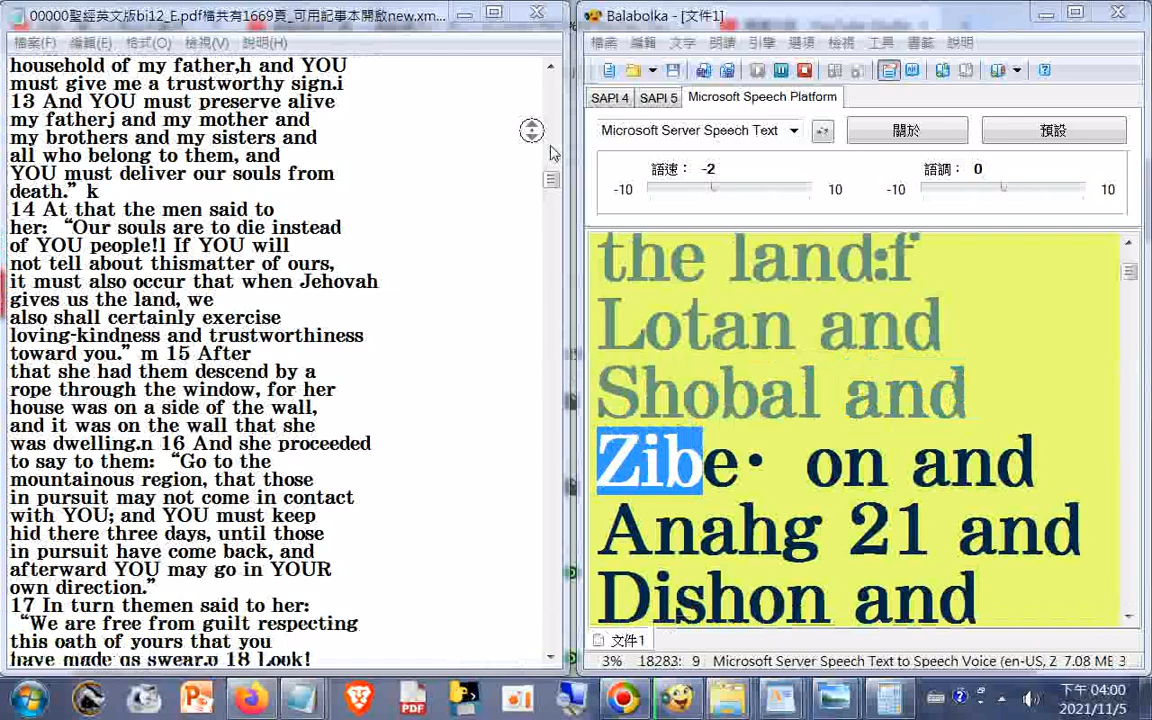 00000聖經英文版bi12_E.pdf檔共有1669頁_可用記事本開啟new.xm...
檔案(F) 編輯(E) 格式(O) 檢視(V) 說明(H)
household of my father,h and YOU
must give me a trustworthy sign.i
13 And YOU must preserve alive
my fatherj and my mother and
my brothers and my sisters and
all who belong to them, and
YOU must deliver our souls from
death.” k
14 At that the men said to
her: “Our souls are to die instead
of YOU people!l If YOU will
not tell about thismatter of ours,
it must also occur that when Jehovah
gives us the land, we
also shall certainly exercise
loving-kindness and trustworthiness
toward you.” m 15 After
that she had them descend by a
rope through the window, for her
house was on a side of the wall,
and it was on the wall that she
was dwelling.n 16 And she proceeded
to say to them: “Go to the
mountainous region, that those
in pursuit may not come in contact
with YOU; and YOU must keep
hid there three days, until those
in pursuit have come back, and
afterward YOU may go in YOUR
own direction.”
17 In turn themen said to her:
“We are free from guilt respecting
this oath of yours that you
have made us swear.o 18 Look!
Balabolka - [文件1]
檔案 編輯 文字 朗讀 引擎 選項 檢視 工具 書籤 說明
SAPI 4 SAPI 5 Microsoft Speech Platform
Microsoft Server Speech Text 關於 預設
語速： -2 語調： 0
-10 10 -10 10
the land:f
Lotan and
Shobal and
Zibe· on and
Anahg 21 and
Dishon and
文件1
3% 18283: 9 Microsoft Server Speech Text to Speech Voice (en-US, Z 7.08 ME 3
下午 04:00
2021/11/5